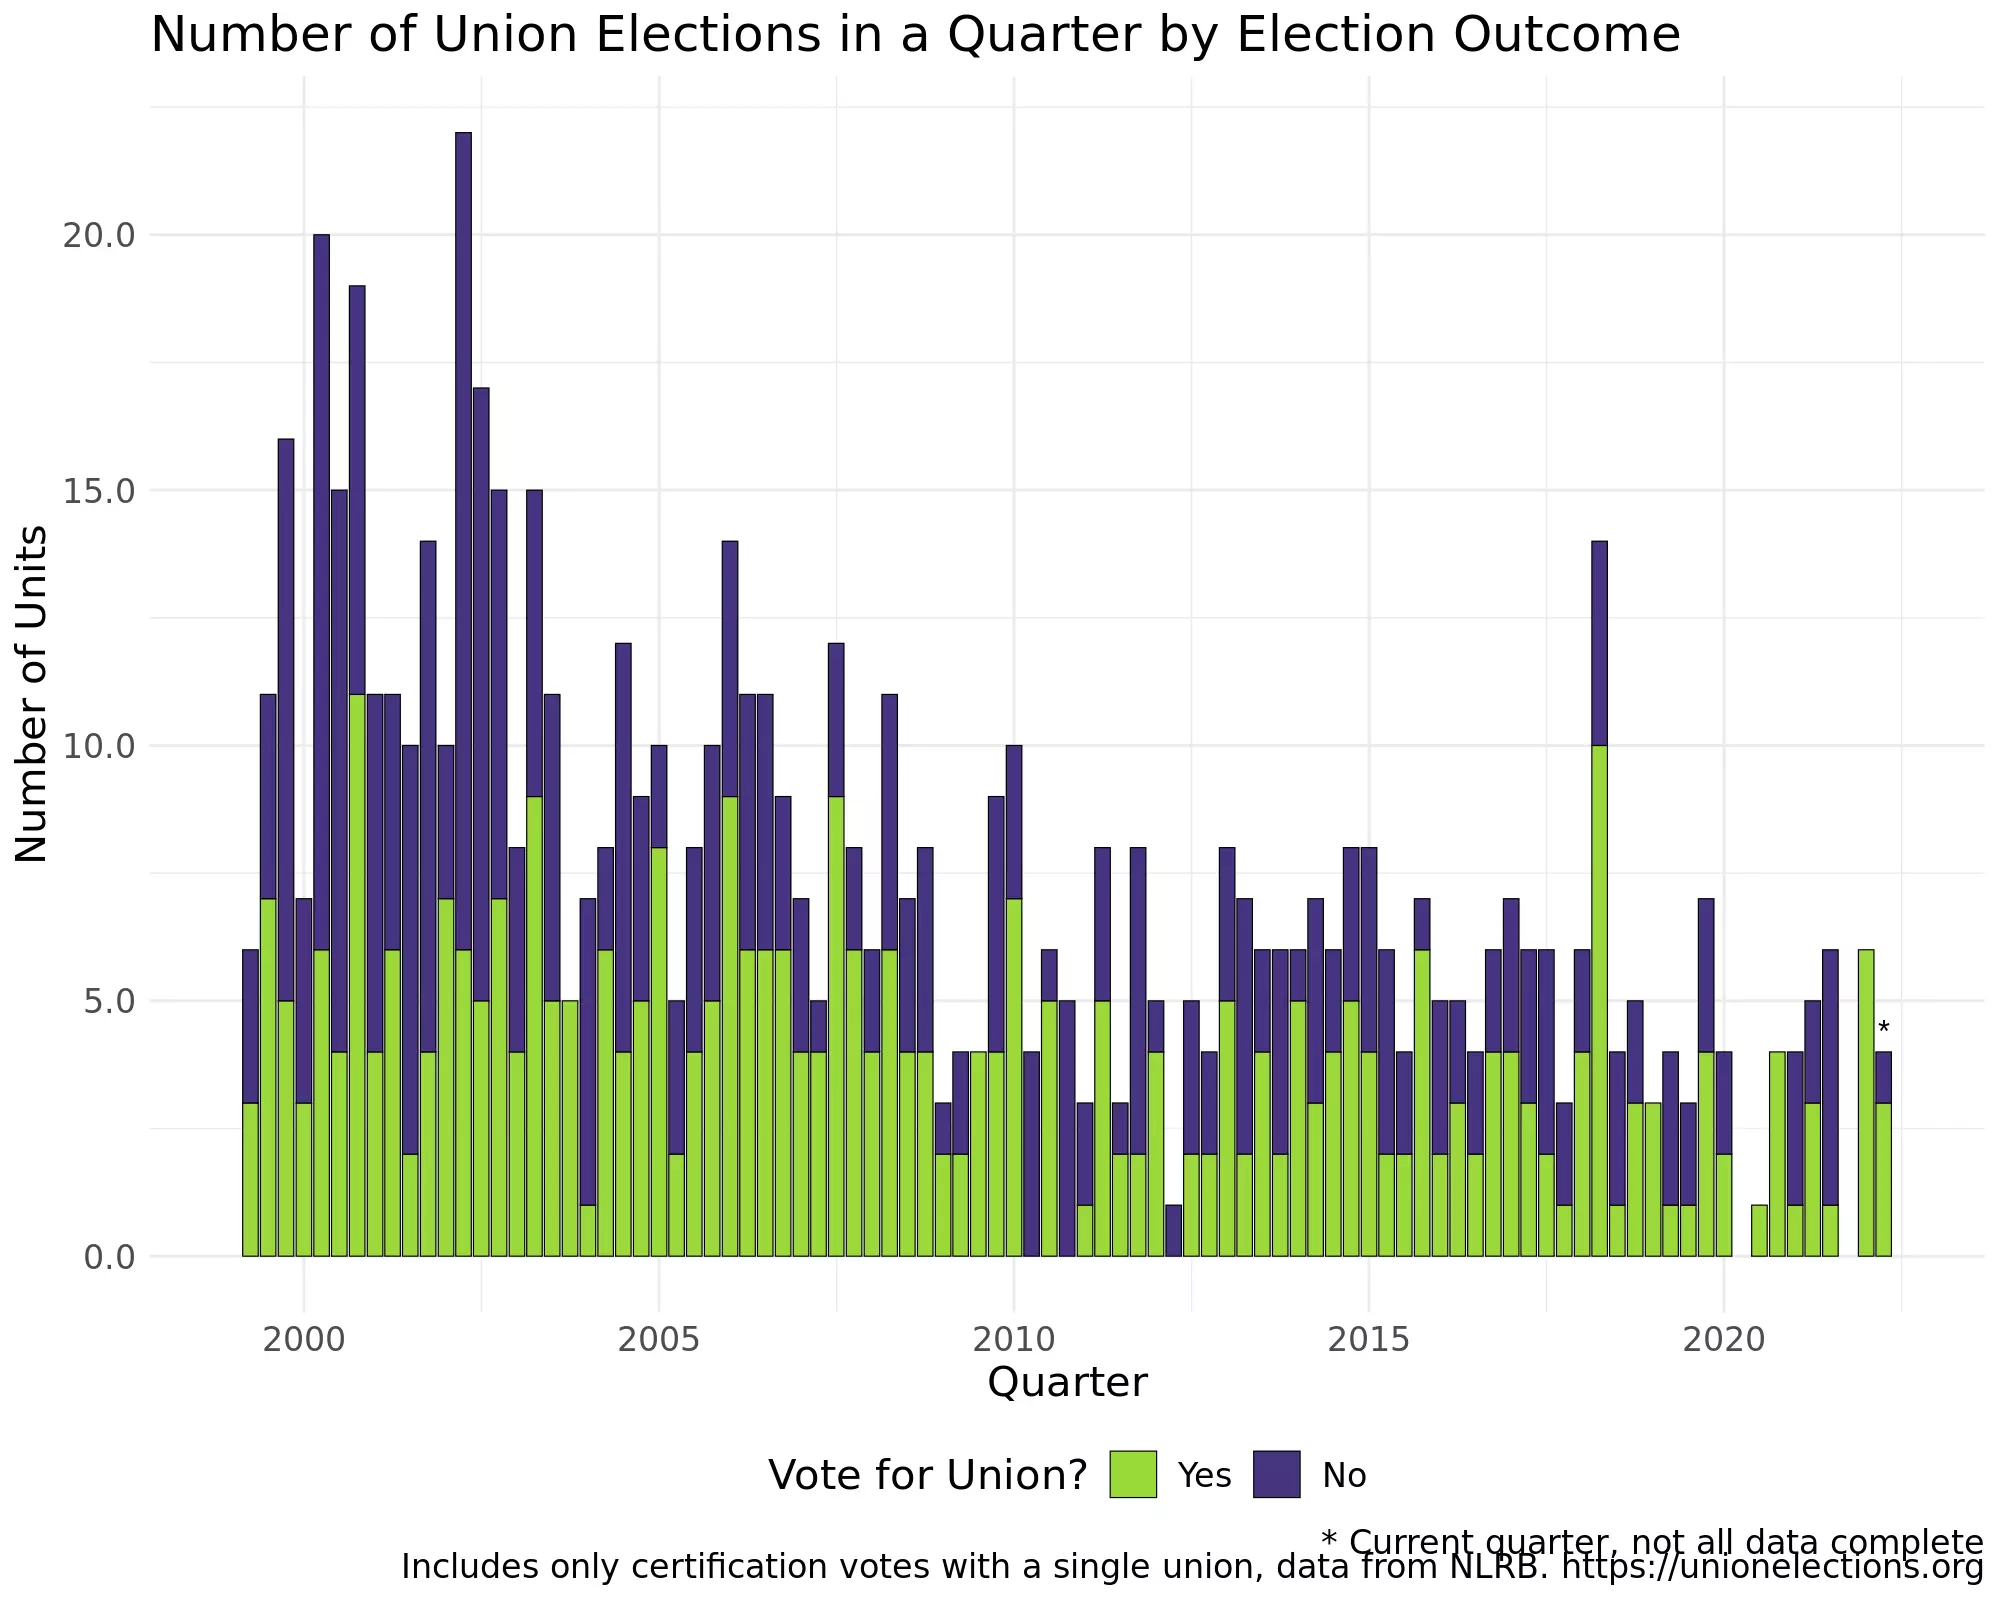 Number of Union Elections in a Quarter by Election Outcome
Number of Units
20.0
15.0
10.0
5.0
0.0
*
2000 2005 2010 2015 2020
Quarter
Vote for Union? Yes No
* Current quarter, not all data complete
Includes only certification votes with a single union, data from NLRB. https://unionelections.org